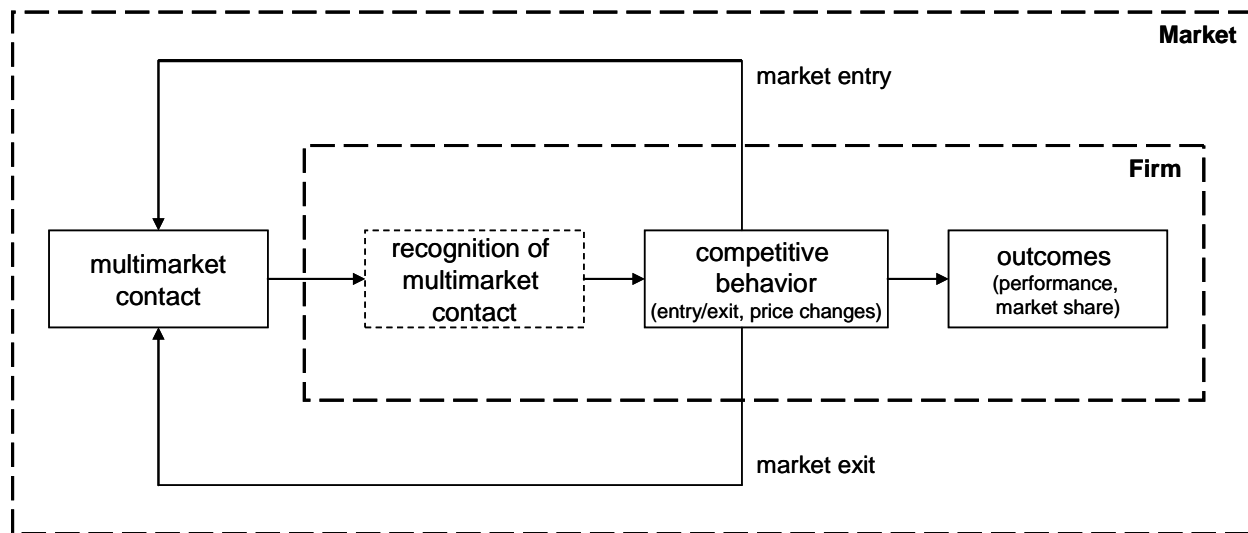 Market
market entry
Firm
multimarket
contact
recognition of
multimarket
contact
competitive
behavior
(entry/exit, price changes)
outcomes
(performance,
market share)
market exit